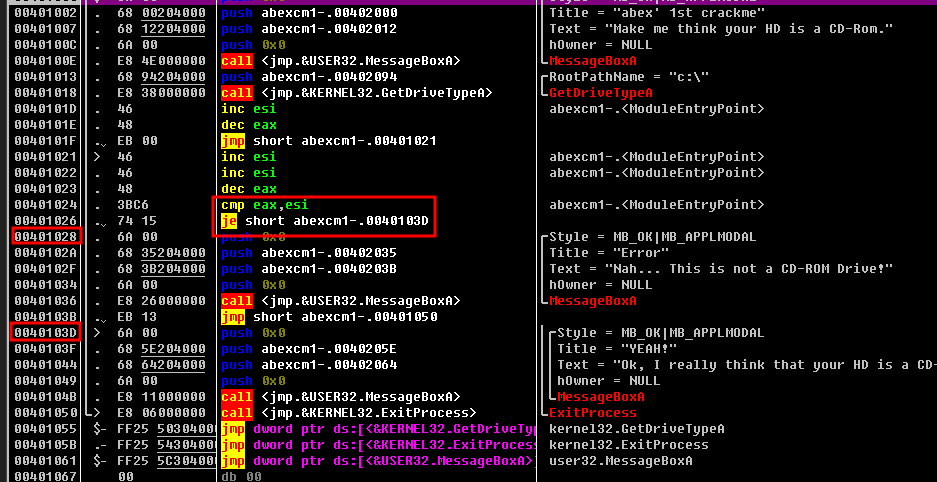 00401002 . 68 00204000 push abexcm1-.00402000 Title = "abex' 1st crackme"
00401007 . 68 12204000 push abexcm1-.00402012 Text = "Make me think your HD is a CD-Rom."
0040100C . 6A 00 push 0x0 hOwner = NULL
0040100E . E8 4E000000 call <jmp.&USER32.MessageBoxA> MessageBoxA
00401013 . 68 94204000 push abexcm1-.00402094 RootPathName = "c:\"
00401018 . E8 38000000 call <jmp.&KERNEL32.GetDriveTypeA> GetDriveTypeA
0040101D . 46 inc esi abexcm1-.<ModuleEntryPoint>
0040101E . 48 dec eax
0040101F . EB 00 jmp short abexcm1-.00401021
00401021 > 46 inc esi abexcm1-.<ModuleEntryPoint>
00401022 . 46 inc esi abexcm1-.<ModuleEntryPoint>
00401023 . 48 dec eax
00401024 . 3BC6 cmp eax,esi abexcm1-.<ModuleEntryPoint>
00401026 . 74 15 je short abexcm1-.0040103D
00401028 . 6A 00 push 0x0 Style = MB_OK|MB_APPLMODAL
0040102A . 68 35204000 push abexcm1-.00402035 Title = "Error"
0040102F . 68 3B204000 push abexcm1-.0040203B Text = "Nah... This is not a CD-ROM Drive!"
00401034 . 6A 00 push 0x0 hOwner = NULL
00401036 . E8 26000000 call <jmp.&USER32.MessageBoxA> MessageBoxA
0040103B . EB 13 jmp short abexcm1-.00401050
0040103D > 6A 00 push 0x0 Style = MB_OK|MB_APPLMODAL
0040103F . 68 5E204000 push abexcm1-.0040205E Title = "YEAH!"
00401044 . 68 64204000 push abexcm1-.00402064 Text = "Ok, I really think that your HD is a CD-
00401049 . 6A 00 push 0x0 hOwner = NULL
0040104B . E8 11000000 call <jmp.&USER32.MessageBoxA> MessageBoxA
00401050 > E8 06000000 call <jmp.&KERNEL32.ExitProcess> ExitProcess
00401055 $- FF25 50304000 jmp dword ptr ds:[<&KERNEL32.GetDriveTyp kernel32.GetDriveTypeA
0040105B .- FF25 54304000 jmp dword ptr ds:[<&KERNEL32.ExitProcess kernel32.ExitProcess
00401061 $- FF25 5C304000 jmp dword ptr ds:[<&USER32.MessageBoxA>] user32.MessageBoxA
00401067 00 db 00